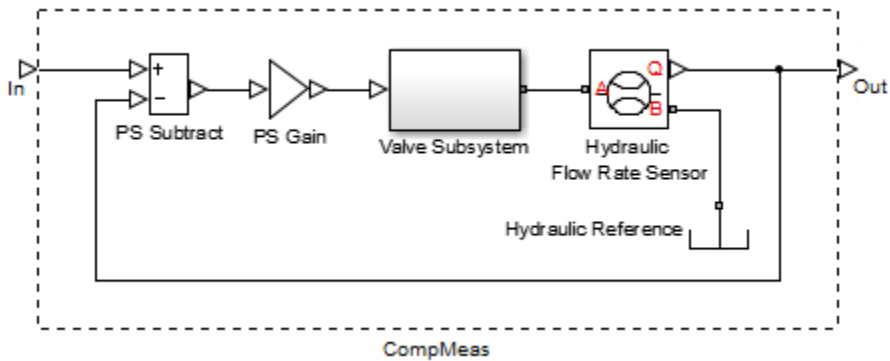 In
+
−
PS Subtract
PS Gain
Valve Subsystem
A
Q
B
Hydraulic
Flow Rate Sensor
Out
Hydraulic Reference
CompMeas